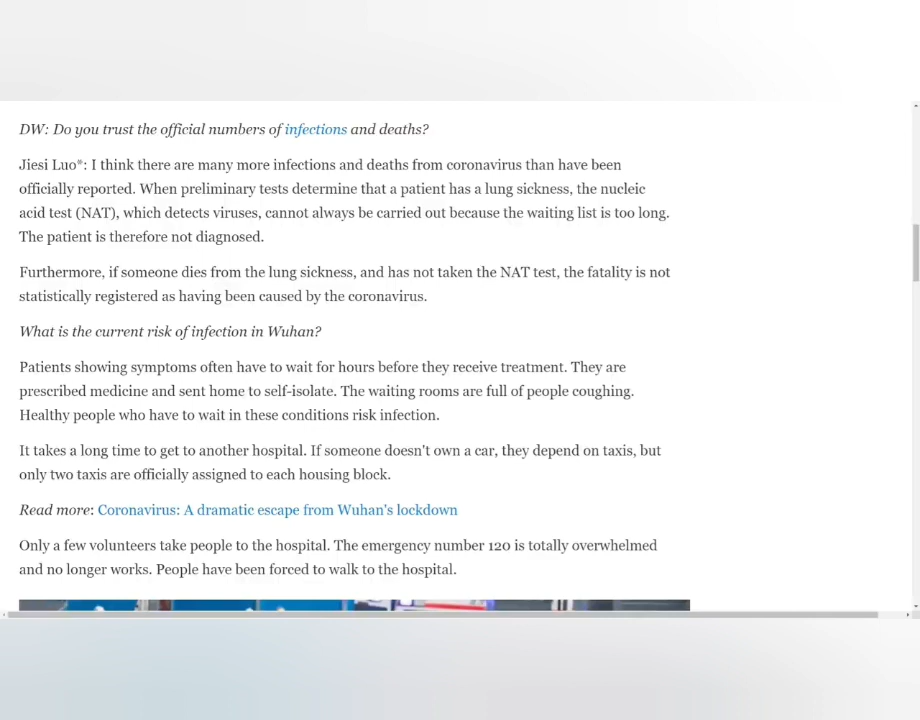 DW: Do you trust the official numbers of infections and deaths?
Jiesi Luo*: I think there are many more infections and deaths from coronavirus than have been
officially reported. When preliminary tests determine that a patient has a lung sickness, the nucleic
acid test (NAT), which detects viruses, cannot always be carried out because the waiting list is too long.
The patient is therefore not diagnosed.
Furthermore, if someone dies from the lung sickness, and has not taken the NAT test, the fatality is not
statistically registered as having been caused by the coronavirus.
What is the current risk of infection in Wuhan?
Patients showing symptoms often have to wait for hours before they receive treatment. They are
prescribed medicine and sent home to self-isolate. The waiting rooms are full of people coughing.
Healthy people who have to wait in these conditions risk infection.
It takes a long time to get to another hospital. If someone doesn't own a car, they depend on taxis, but
only two taxis are officially assigned to each housing block.
Read more: Coronavirus: A dramatic escape from Wuhan's lockdown
Only a few volunteers take people to the hospital. The emergency number 120 is totally overwhelmed
and no longer works. People have been forced to walk to the hospital.